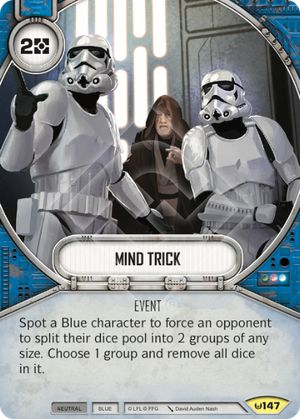 2
MIND TRICK
EVENT
Spot a Blue character to force an opponent
to split their dice pool into 2 groups of
any size. Choose 1 group and remove all dice
in it.
NEUTRAL BLUE © LFL © FFG David Auden Nash 147